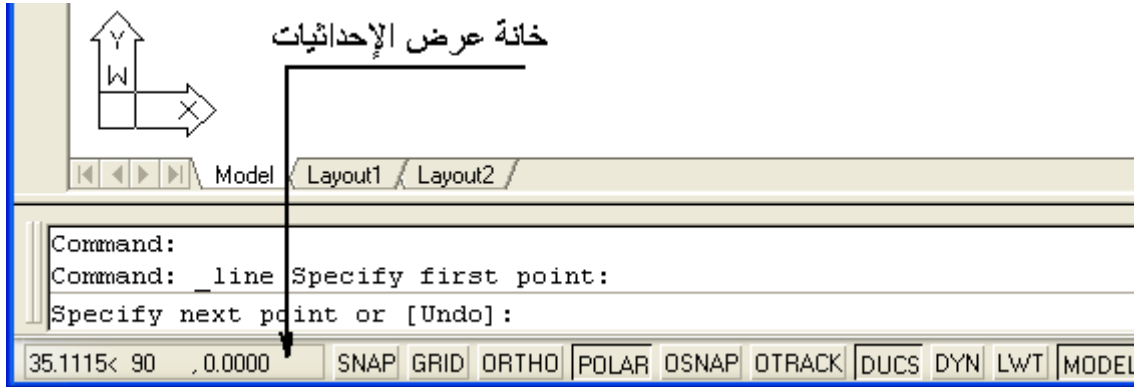 خانة عرض الإحداثيات
Y
W
X
Model Layout1 Layout2
Command:
Command: _line Specify first point:
Specify next point or [Undo]:
35.1115< 90 , 0.0000 SNAP GRID ORTHO POLAR OSNAP OTRACK DUCS DYN LWT MODEL